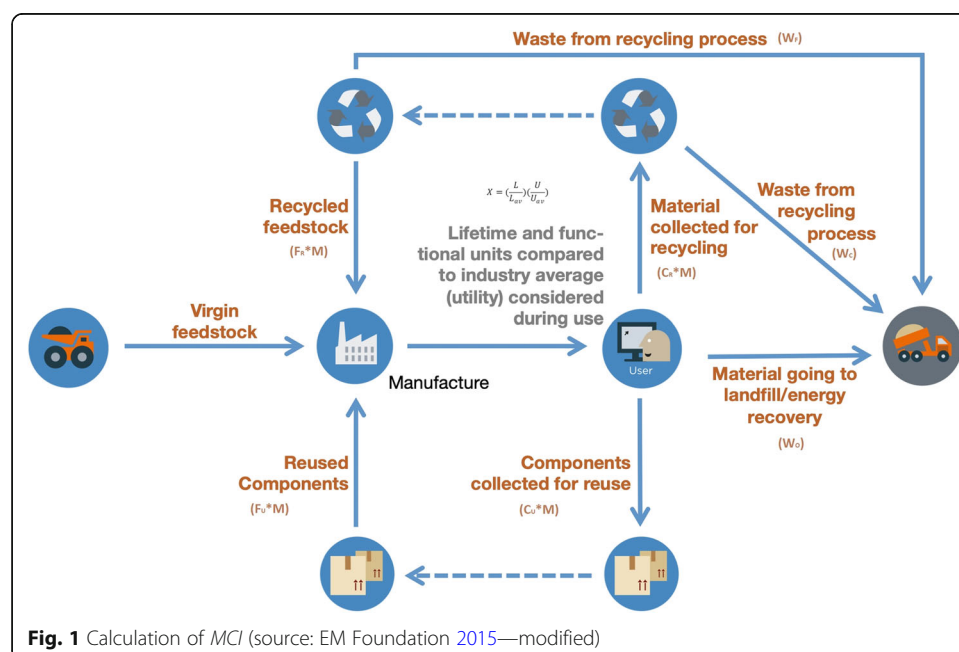 Waste from recycling process (WF)
X = (L/Lav)(U/Uav)
Recycled
feedstock
(FR*M)
Lifetime and func-
tional units compared
to industry average
(utility) considered
during use
Material
collected for
recycling
(CR*M)
Waste from
recycling
process
(Wc)
Virgin
feedstock
Manufacture
User
Material going to
landfill/energy
recovery
(Wo)
Reused
Components
(FU*M)
Components
collected for reuse
(CU*M)
Fig. 1 Calculation of MCI (source: EM Foundation 2015—modified)